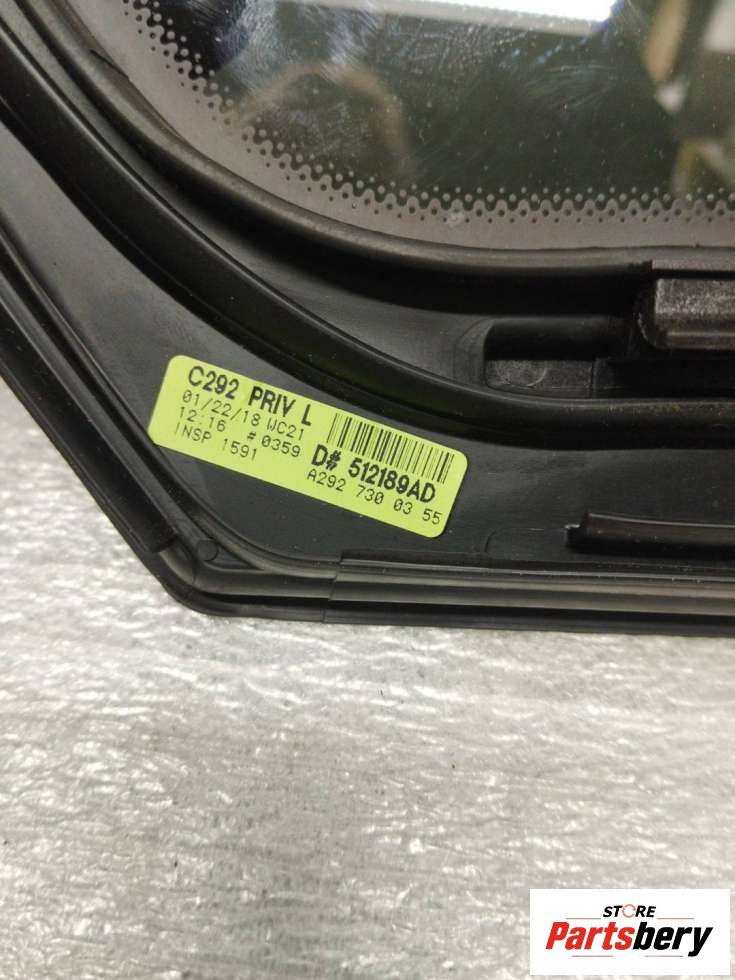 C292 PRIV L
01/22/18 WC21
12:16 #0359
INSP 1591
D# 512189AD
A292 730 03 55
STORE
Partsbery